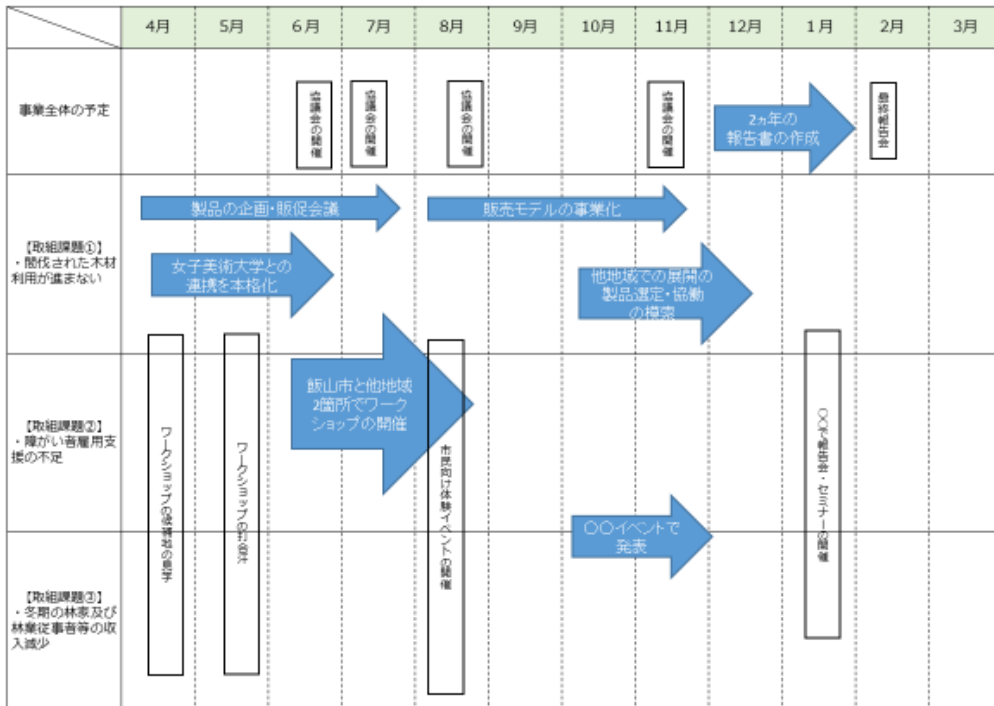 4月 5月 6月 7月 8月 9月 10月 11月 12月 1月 2月 3月
事業全体の予定
協議会の開催
協議会の開催
協議会の開催
協議会の開催
2ヵ年の
報告書の作成
最終報告会
【取組課題①】
・間伐された木材
利用が進まない
製品の企画・販促会議
販売モデルの事業化
女子美術大学との
連携を本格化
他地域での展開の
製品選定・協働
の模索
【取組課題②】
・障がい者雇用支
援の不足
ワークショップの候補地の見学
ワークショップの
飯山市と他地域
2箇所でワーク
ショップの開催
市民向け体験イベントの開催
〇〇で報告会・セミナーの開催
〇〇イベントで
発表
【取組課題③】
・冬期の林家及び
林業従事者等の収
入減少